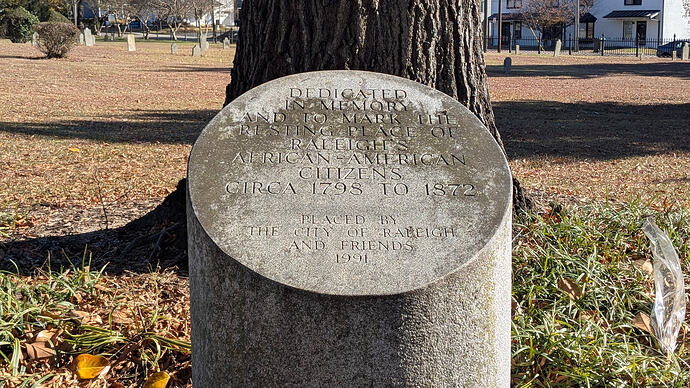 DEDICATED
IN MEMORY
AND TO MARK THE
RESTING PLACE OF
RALEIGH'S
AFRICAN-AMERICAN
CITIZENS
CIRCA 1798 TO 1872
PLACED BY
THE CITY OF RALEIGH
AND FRIENDS
1991